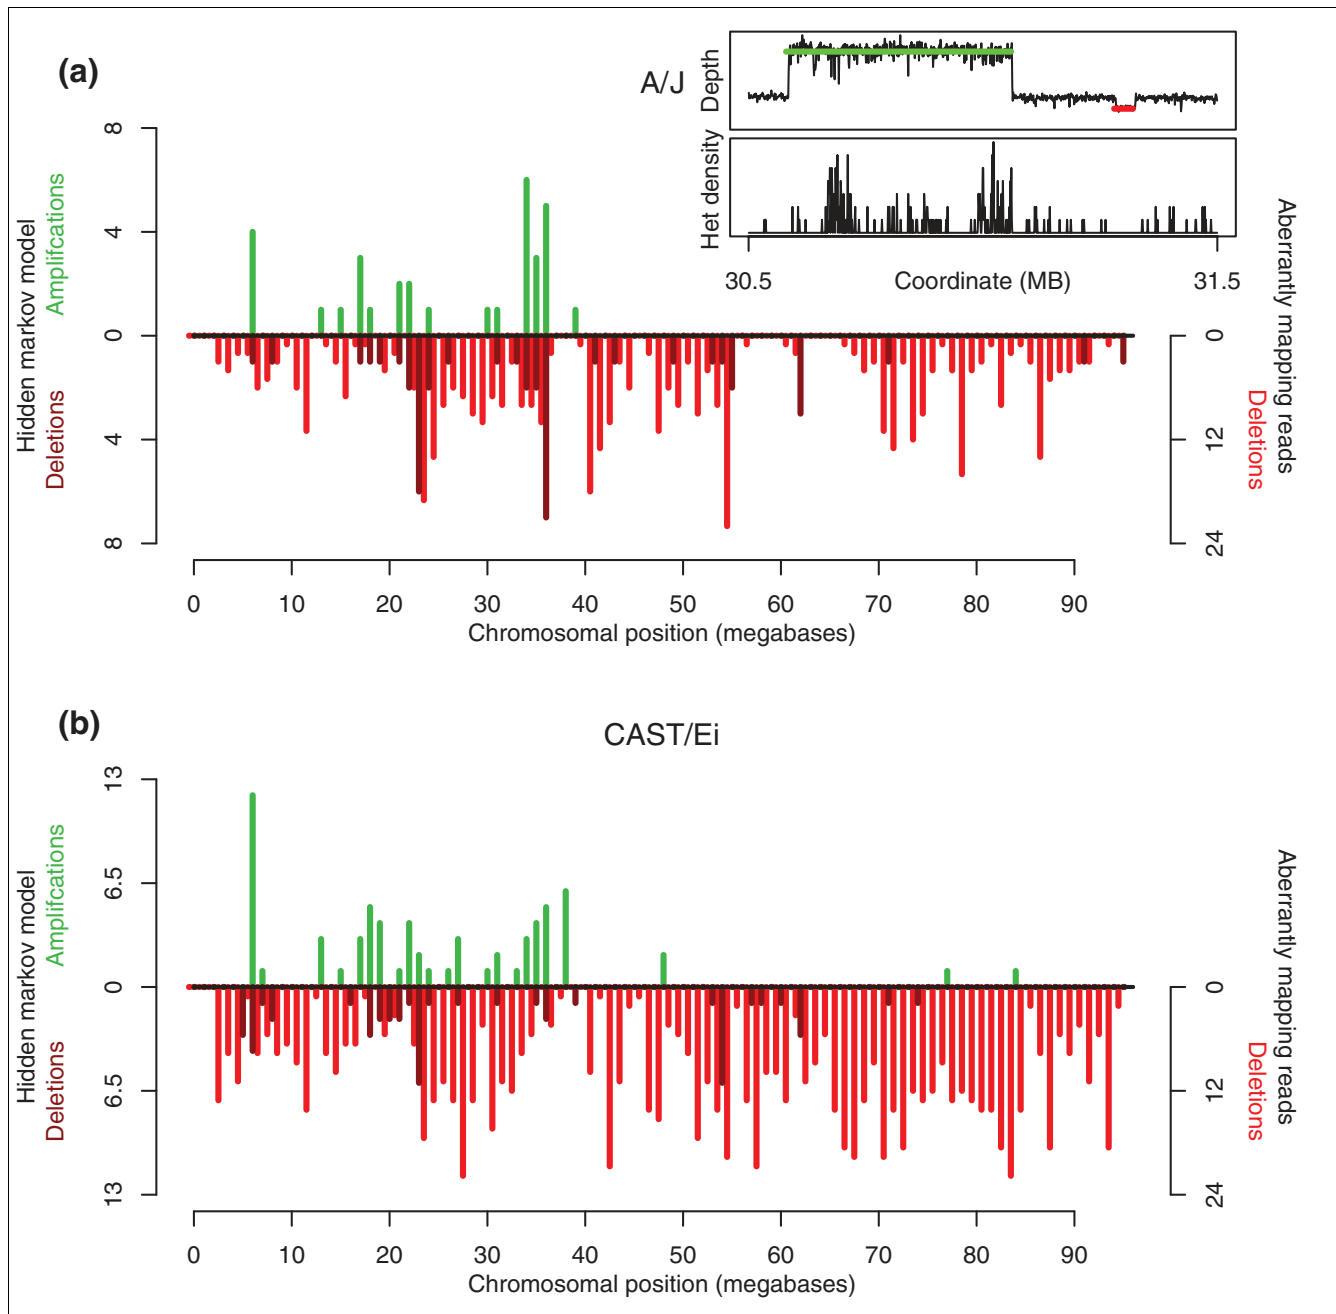 (a)
A/J
Depth
Het density
30.5
Coordinate (MB)
31.5
Hidden markov model
Amplifcations
Deletions
8
4
0
4
8
0
12
24
Aberrantly mapping reads
Deletions
0 10 20 30 40 50 60 70 80 90
Chromosomal position (megabases)
(b)
CAST/Ei
Hidden markov model
Amplifcations
Deletions
13
6.5
0
6.5
13
0
12
24
Aberrantly mapping reads
Deletions
0 10 20 30 40 50 60 70 80 90
Chromosomal position (megabases)